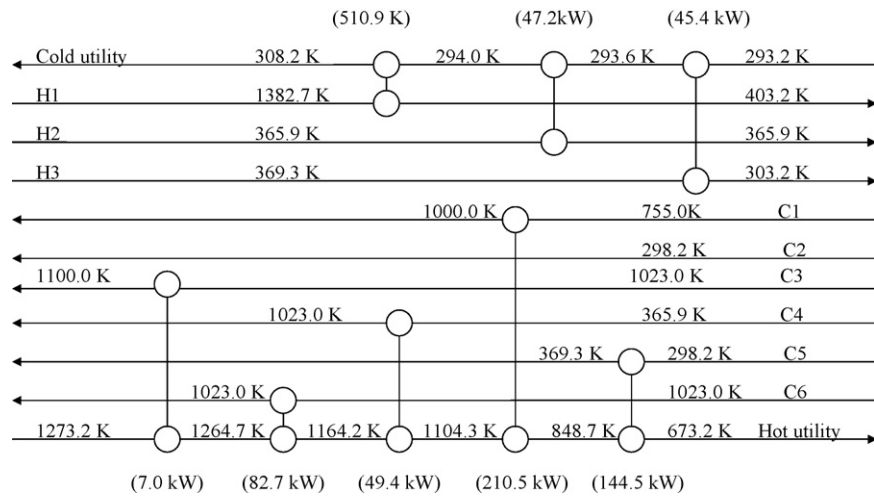 (510.9 K) (47.2kW) (45.4 kW)
Cold utility 308.2 K 294.0 K 293.6 K 293.2 K
H1 1382.7 K 403.2 K
H2 365.9 K 365.9 K
H3 369.3 K 303.2 K
1000.0 K 755.0K C1
298.2 K C2
1100.0 K 1023.0 K C3
1023.0 K 365.9 K C4
369.3 K 298.2 K C5
1023.0 K 1023.0 K C6
1273.2 K 1264.7 K 1164.2 K 1104.3 K 848.7 K 673.2 K Hot utility
(7.0 kW) (82.7 kW) (49.4 kW) (210.5 kW) (144.5 kW)